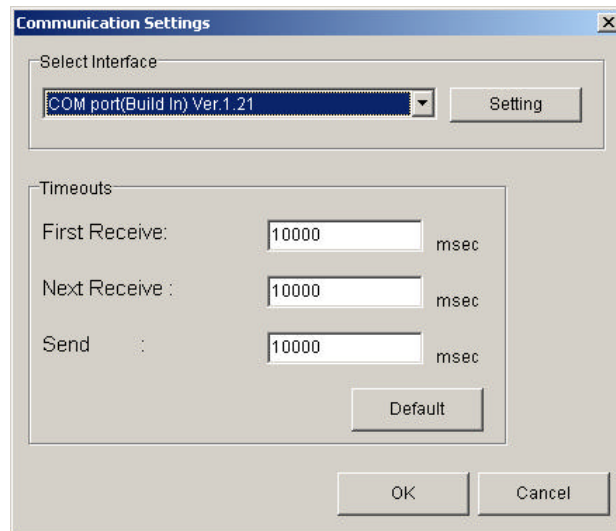 Communication Settings
Select Interface
COM port(Build In) Ver.1.21
Setting
Timeouts
First Receive:
10000
msec
Next Receive :
10000
msec
Send :
10000
msec
Default
OK
Cancel